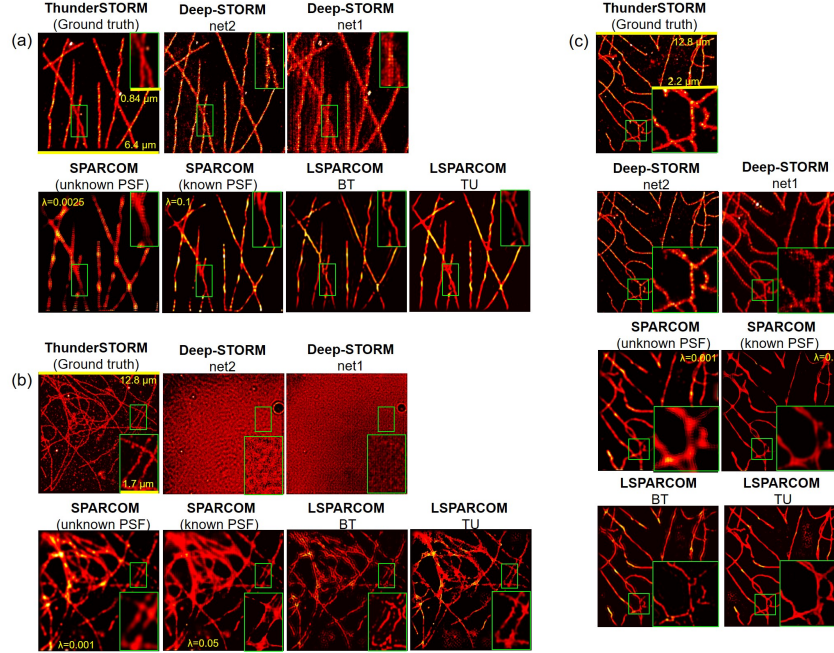 (a)
ThunderSTORM
(Ground truth)
0.84 μm
6.4 μm
Deep-STORM
net2
Deep-STORM
net1
SPARCOM
(unknown PSF)
λ=0.0025
SPARCOM
(known PSF)
λ=0.1
LSPARCOM
BT
LSPARCOM
TU
(b)
ThunderSTORM
(Ground truth)
12.8 μm
1.7 μm
Deep-STORM
net2
Deep-STORM
net1
SPARCOM
(unknown PSF)
λ=0.001
SPARCOM
(known PSF)
λ=0.05
LSPARCOM
BT
LSPARCOM
TU
(c)
ThunderSTORM
(Ground truth)
12.8 μm
2.2 μm
Deep-STORM
net2
Deep-STORM
net1
SPARCOM
(unknown PSF)
λ=0.001
SPARCOM
(known PSF)
λ=0.
LSPARCOM
BT
LSPARCOM
TU